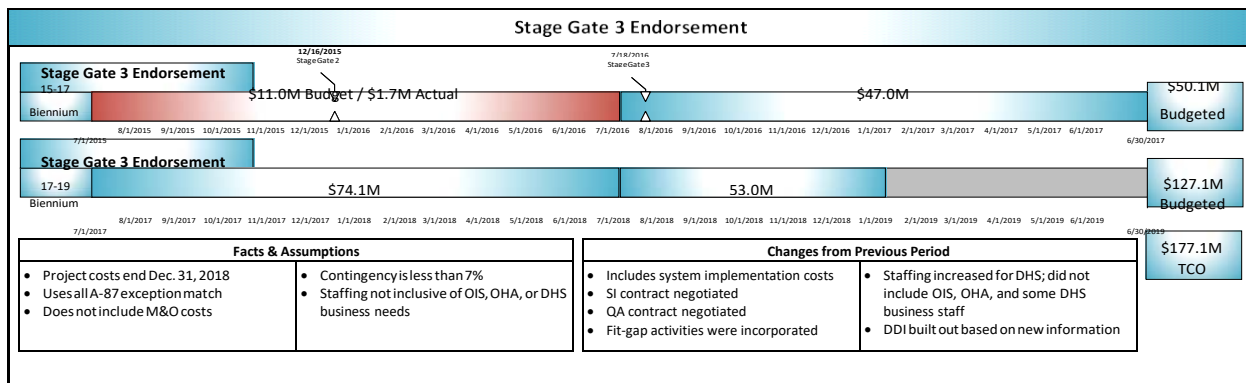 Stage Gate 3 Endorsement
12/16/2015
Stage Gate 2
7/18/2016
Stage Gate 3
Stage Gate 3 Endorsement
15-17
Biennium
$11.0M Budget / $1.7M Actual
$47.0M
$50.1M
Budgeted
8/1/2015 9/1/2015 10/1/2015 11/1/2015 12/1/2015 1/1/2016 2/1/2016 3/1/2016 4/1/2016 5/1/2016 6/1/2016 7/1/2016 8/1/2016 9/1/2016 10/1/2016 11/1/2016 12/1/2016 1/1/2017 2/1/2017 3/1/2017 4/1/2017 5/1/2017 6/1/2017
7/1/2015
6/30/2017
Stage Gate 3 Endorsement
17-19
Biennium
$74.1M
53.0M
$127.1M
Budgeted
8/1/2017 9/1/2017 10/1/2017 11/1/2017 12/1/2017 1/1/2018 2/1/2018 3/1/2018 4/1/2018 5/1/2018 6/1/2018 7/1/2018 8/1/2018 9/1/2018 10/1/2018 11/1/2018 12/1/2018 1/1/2019 2/1/2019 3/1/2019 4/1/2019 5/1/2019 6/1/2019
7/1/2017
6/30/2019
$177.1M
TCO
Facts & Assumptions
• Project costs end Dec. 31, 2018
• Uses all A-87 exception match
• Does not include M&O costs
• Contingency is less than 7%
• Staffing not inclusive of OIS, OHA, or DHS
business needs
Changes from Previous Period
• Includes system implementation costs
• SI contract negotiated
• QA contract negotiated
• Fit-gap activities were incorporated
• Staffing increased for DHS; did not
include OIS, OHA, and some DHS
business staff
• DDI built out based on new information